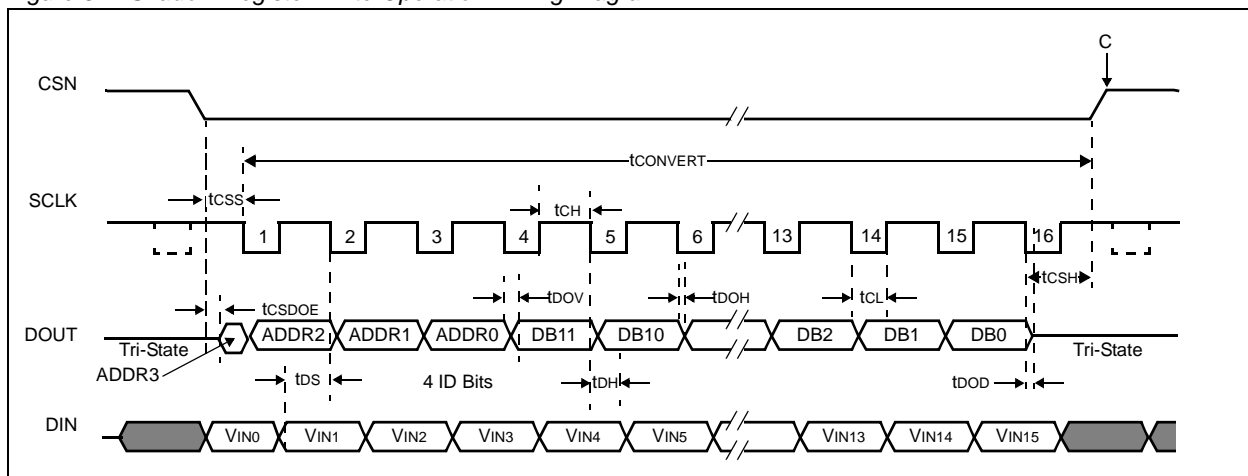 C
CSN
tCONVERT
tCSS
SCLK
tCH
1 2 3 4 5 6 13 14 15 16
tCSH
tCSDOE
tDOV
tDOH
tCL
DOUT
ADDR2 ADDR1 ADDR0 DB11 DB10 DB2 DB1 DB0
Tri-State
Tri-State
ADDR3
tDS
4 ID Bits
tDH
tDOD
DIN
VIN0 VIN1 VIN2 VIN3 VIN4 VIN5 VIN13 VIN14 VIN15